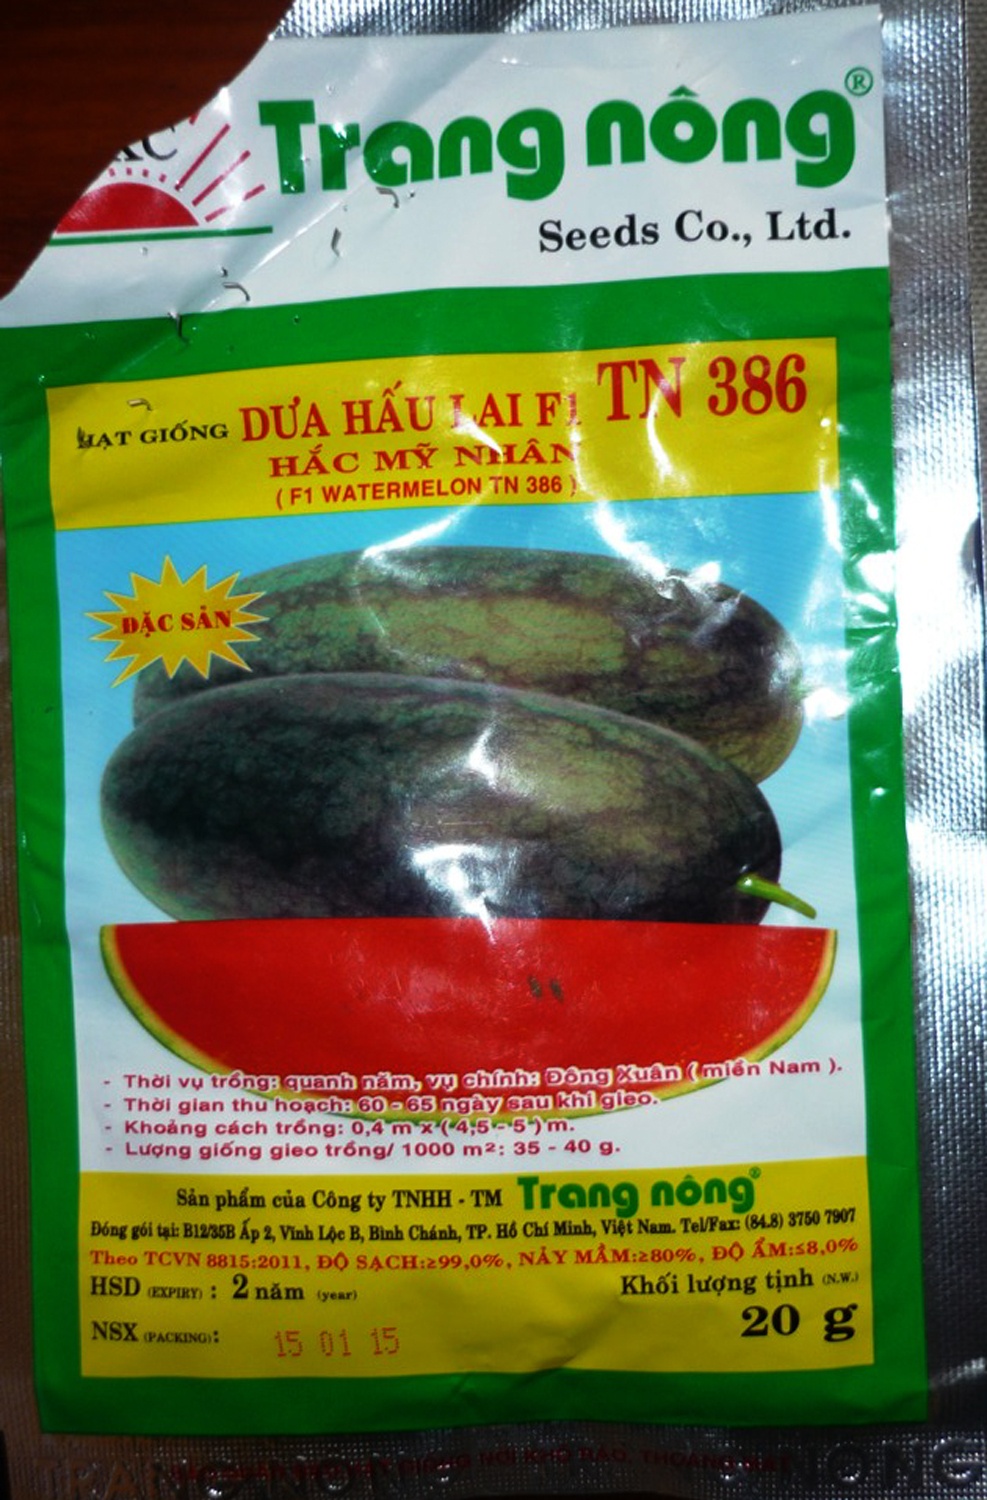 Trang nông®
Seeds Co., Ltd.
HẠT GIỐNG DƯA HẤU LAI F1 TN 386
HẮC MỸ NHÂN
( F1 WATERMELON TN 386 )
ĐẶC SẢN
- Thời vụ trồng: quanh năm, vụ chính: Đông Xuân ( miền Nam ).
- Thời gian thu hoạch: 60 - 65 ngày sau khi gieo.
- Khoảng cách trồng: 0,4 m x ( 4,5 - 5 ) m.
- Lượng giống gieo trồng/ 1000 m²: 35 - 40 g.
Sản phẩm của Công ty TNHH - TM Trang nông®
Đóng gói tại: B12/35B Ấp 2, Vĩnh Lộc B, Bình Chánh, TP. Hồ Chí Minh, Việt Nam. Tel/Fax: (84.8) 3750 7907
Theo TCVN 8815:2011, ĐỘ SẠCH:≥99,0%, NẢY MẦM:≥80%, ĐỘ ẨM:≤8,0%
HSD (EXPIRY) : 2 năm (year)
Khối lượng tịnh (N.W.)
20 g
NSX (PACKING):
15 01 15